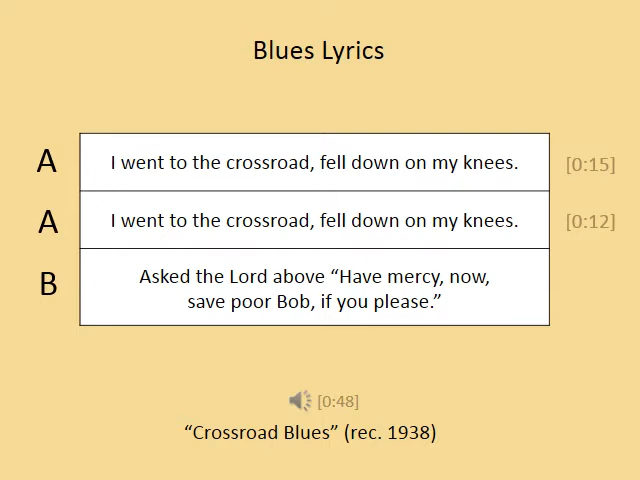 Blues Lyrics
A I went to the crossroad, fell down on my knees. [0:15]
A I went to the crossroad, fell down on my knees. [0:12]
B Asked the Lord above “Have mercy, now,
save poor Bob, if you please.”
[0:48]
“Crossroad Blues” (rec. 1938)